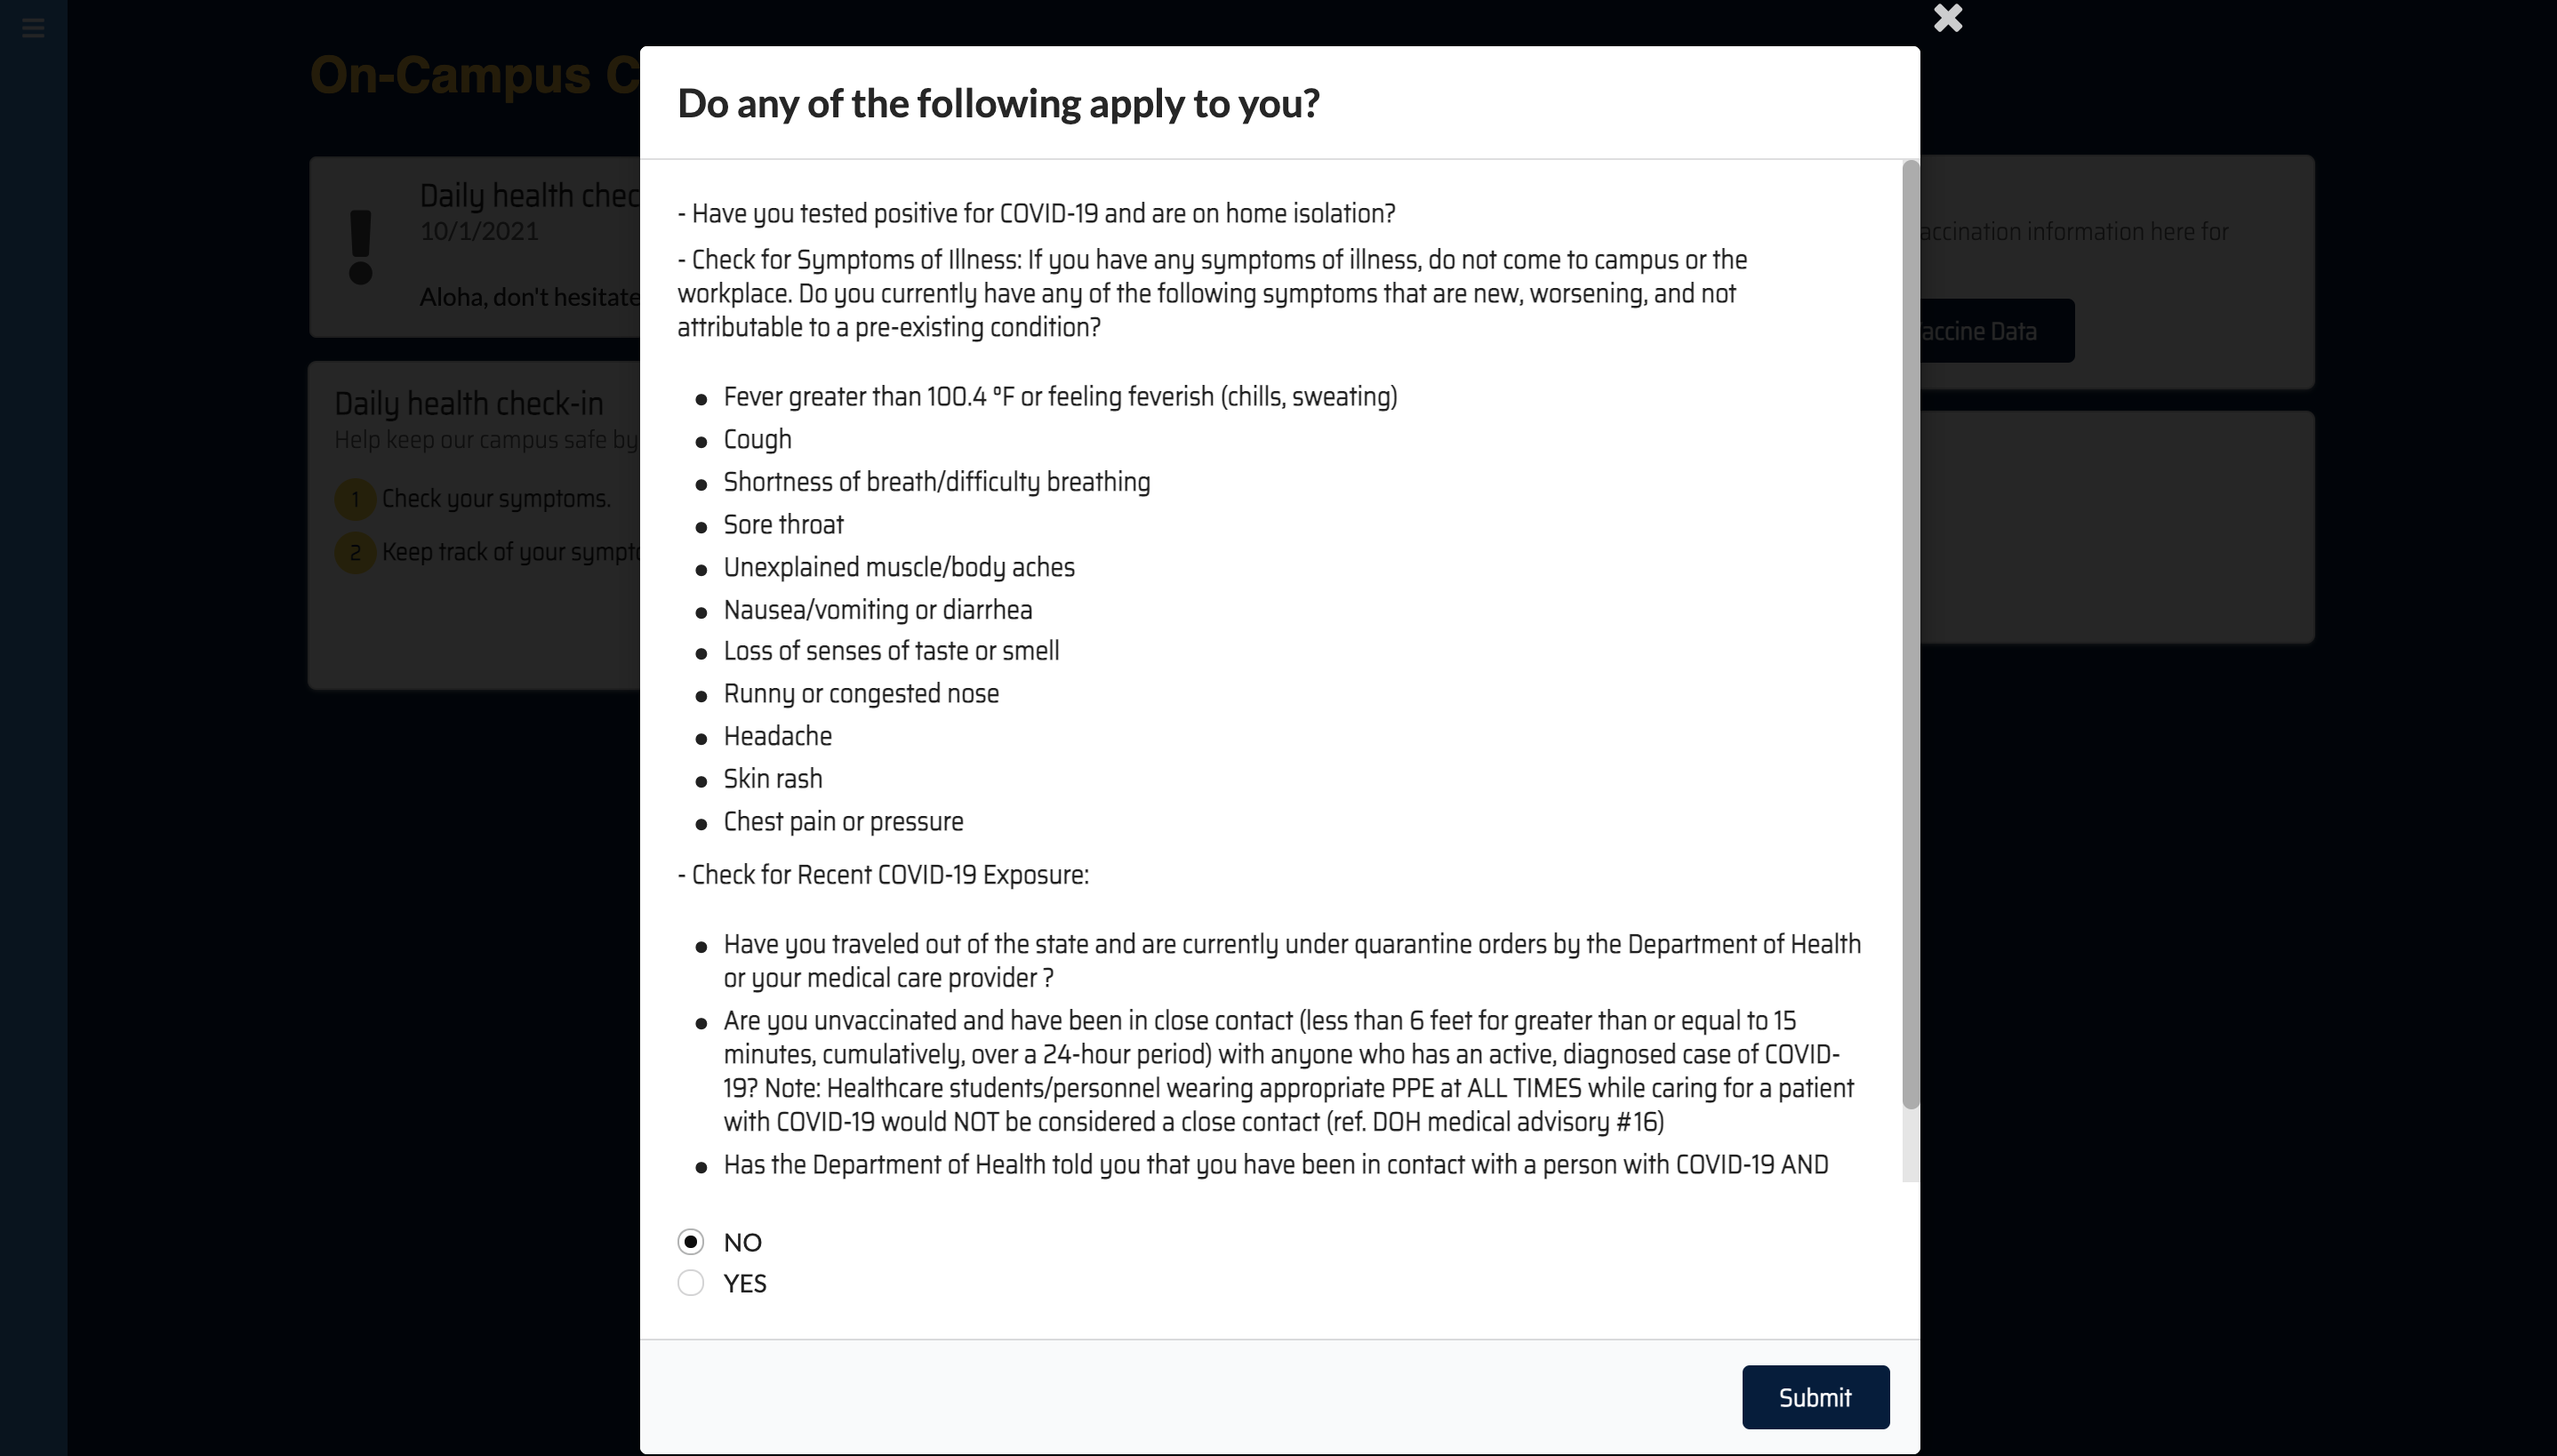 On-Campus C
Do any of the following apply to you?
Daily health chec
10/1/2021
Aloha, don't hesitate
accination information here for
accine Data
Daily health check-in
Help keep our campus safe by
1 Check your symptoms.
2 Keep track of your sympto
- Have you tested positive for COVID-19 and are on home isolation?
- Check for Symptoms of Illness: If you have any symptoms of illness, do not come to campus or the
workplace. Do you currently have any of the following symptoms that are new, worsening, and not
attributable to a pre-existing condition?
● Fever greater than 100.4 ºF or feeling feverish (chills, sweating)
● Cough
● Shortness of breath/difficulty breathing
● Sore throat
● Unexplained muscle/body aches
● Nausea/vomiting or diarrhea
● Loss of senses of taste or smell
● Runny or congested nose
● Headache
● Skin rash
● Chest pain or pressure
- Check for Recent COVID-19 Exposure:
● Have you traveled out of the state and are currently under quarantine orders by the Department of Health
or your medical care provider ?
● Are you unvaccinated and have been in close contact (less than 6 feet for greater than or equal to 15
minutes, cumulatively, over a 24-hour period) with anyone who has an active, diagnosed case of COVID-
19? Note: Healthcare students/personnel wearing appropriate PPE at ALL TIMES while caring for a patient
with COVID-19 would NOT be considered a close contact (ref. DOH medical advisory #16)
● Has the Department of Health told you that you have been in contact with a person with COVID-19 AND
NO
YES
Submit